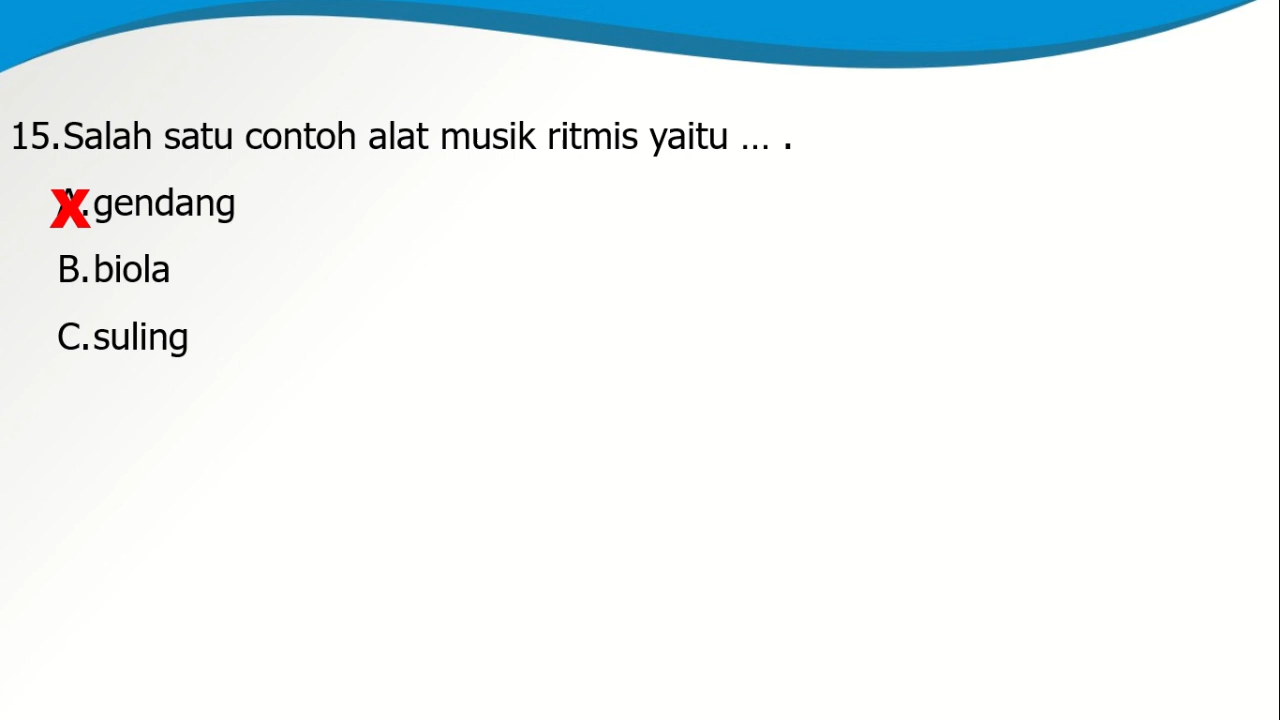 15.Salah satu contoh alat musik ritmis yaitu ... .
A.gendang
B.biola
C.suling